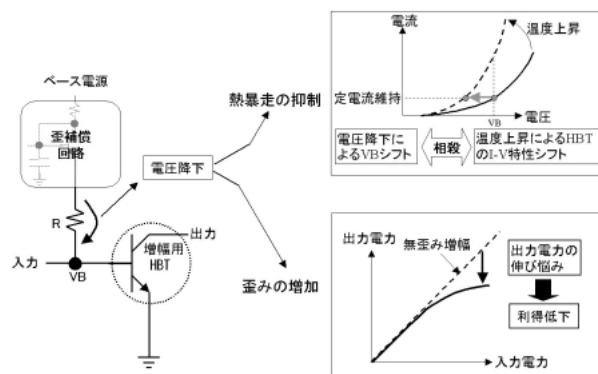 ベース電源
歪補償
回路
R
入力
VB
出力
増幅用
HBT
電圧降下
熱暴走の抑制
歪みの増加
電流
温度上昇
定電流維持
電圧
VB
電圧降下に
よるVBシフト
相殺
温度上昇によるHBT
のI-V特性シフト
出力電力
無歪み増幅
出力電力の
伸び悩み
利得低下
入力電力